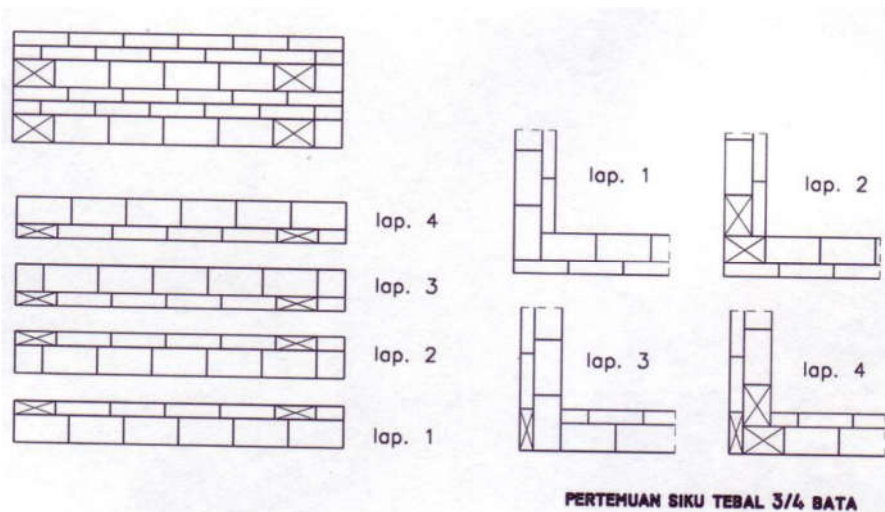 lap. 4
lap. 3
lap. 2
lap. 1
lap. 1
lap. 2
lap. 3
lap. 4
PERTEMUAN SIKU TEBAL 3/4 BATA